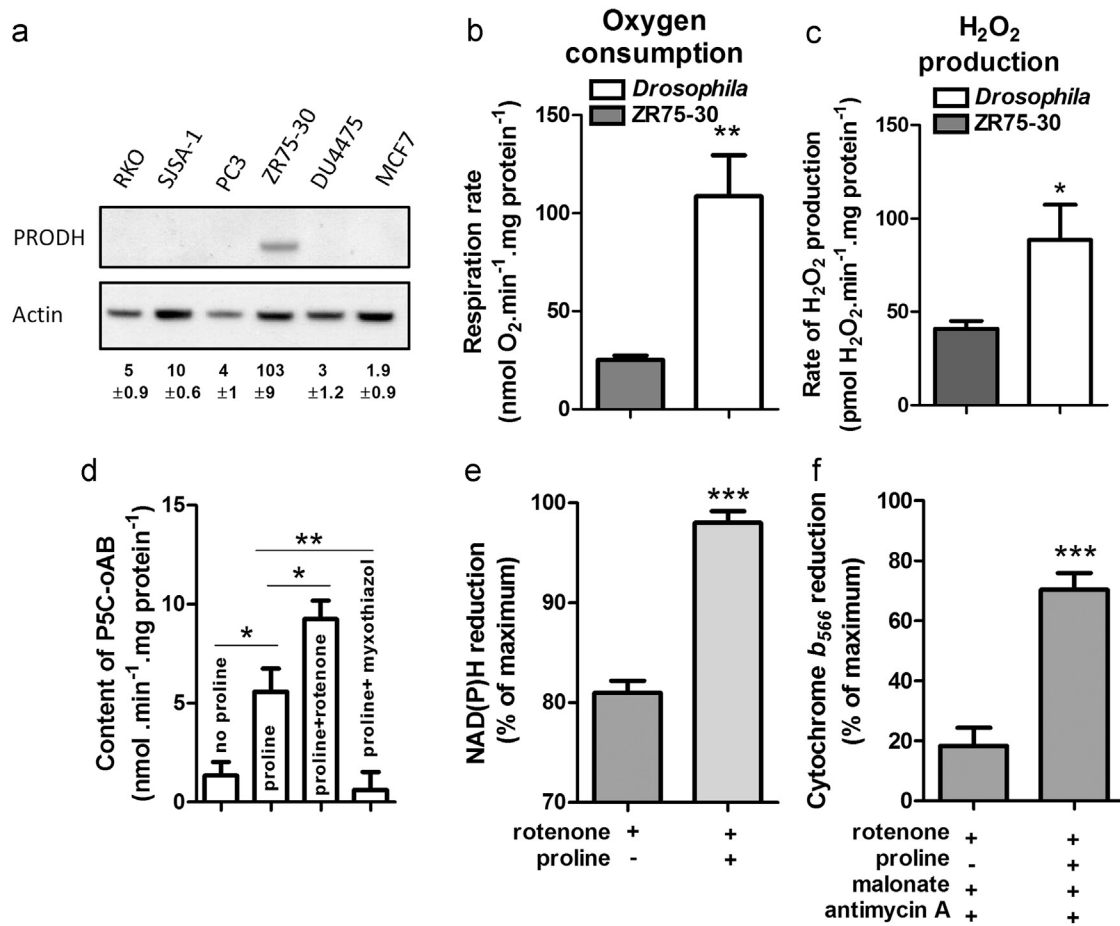 a
RKO
SJSA-1
PC3
ZR75-30
DU4475
MCF7
PRODH
Actin
5 10 4 103 3 1.9
±0.9 ±0.6 ±1 ±9 ±1.2 ±0.9
b
Oxygen
consumption
Drosophila
ZR75-30
Respiration rate
(nmol O₂.min⁻¹.mg protein⁻¹)
150
100
50
0
**
c
H₂O₂
production
Drosophila
ZR75-30
Rate of H₂O₂ production
(pmol H₂O₂.min⁻¹.mg protein⁻¹)
150
100
50
0
*
d
Content of P5C-oAB
(nmol .min⁻¹.mg protein⁻¹)
15
10
5
0
**
*
*
no proline
proline
proline+rotenone
proline+ myxothiazol
e
NAD(P)H reduction
(% of maximum)
100
90
80
70
***
rotenone + +
proline - +
f
Cytochrome b₅₆₆ reduction
(% of maximum)
100
80
60
40
20
0
***
rotenone + +
proline - +
malonate + +
antimycin A + +